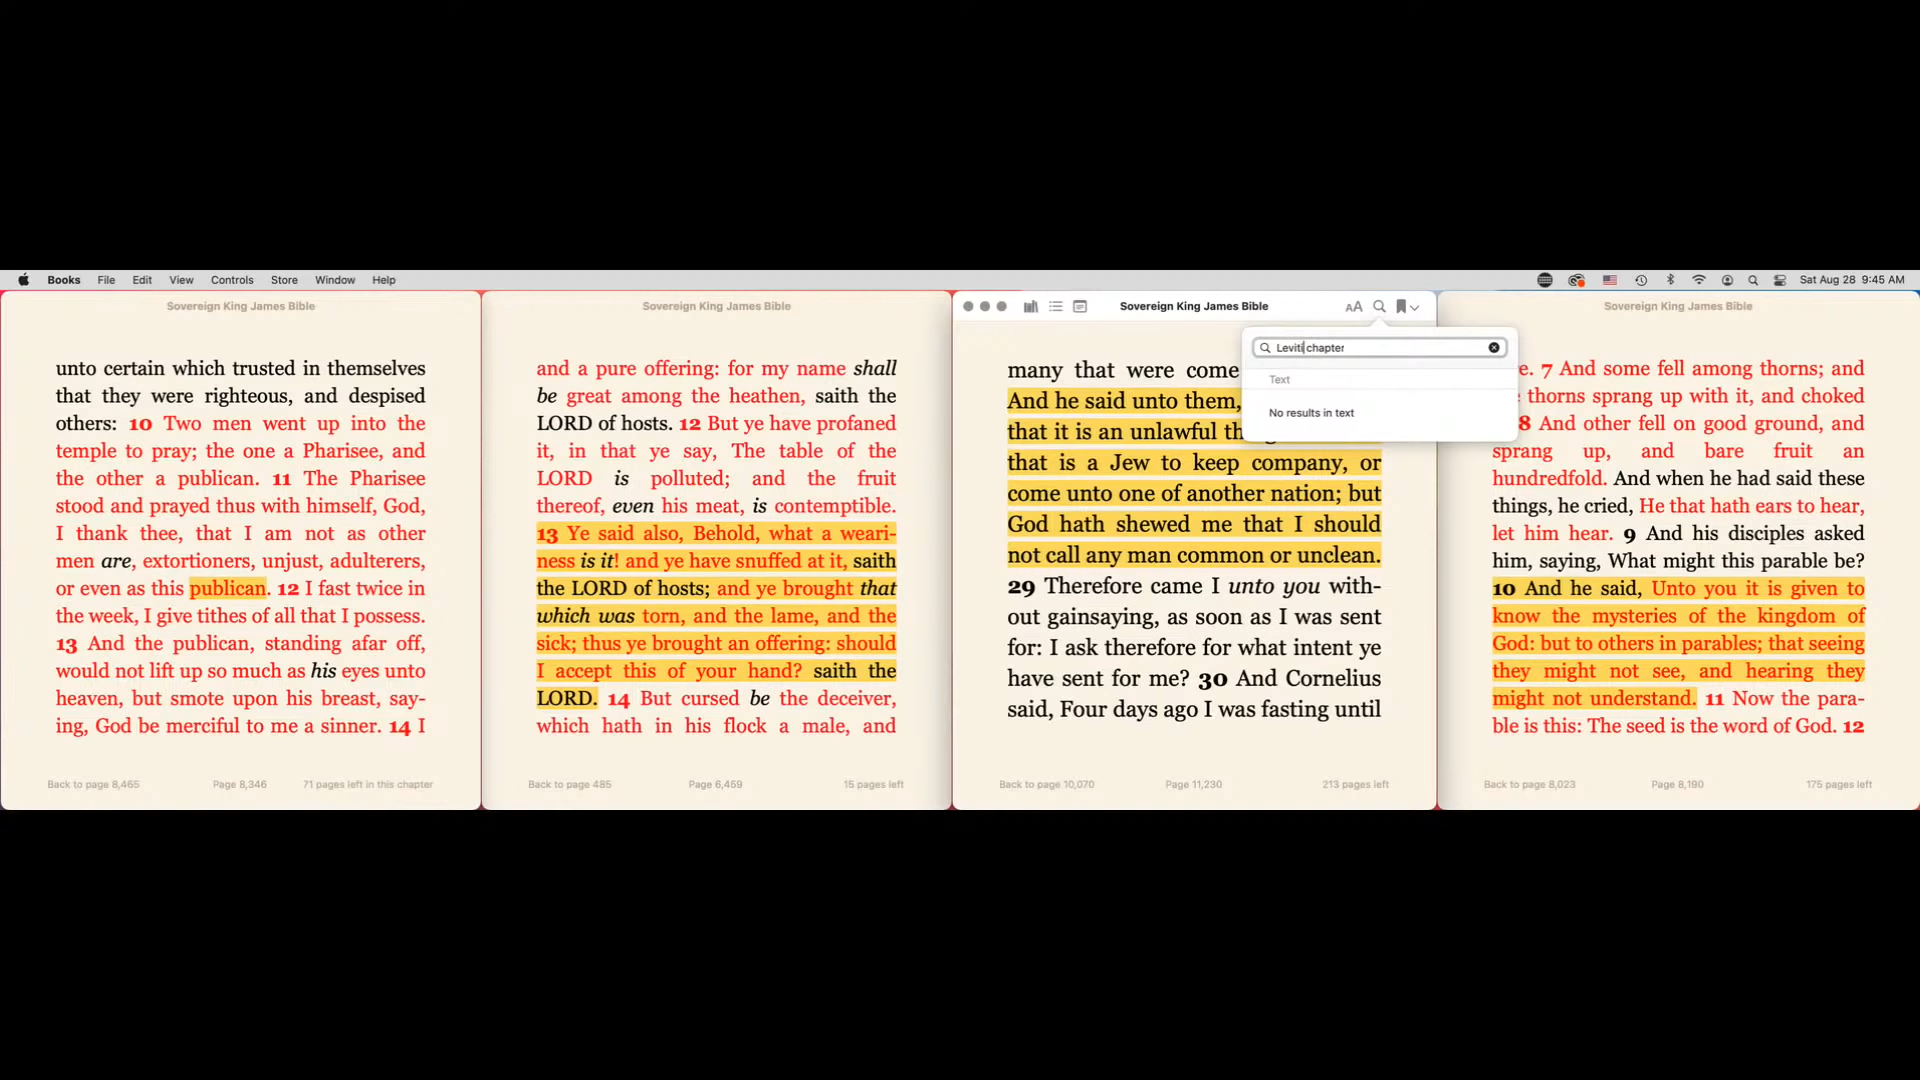 Books File Edit View Controls Store Window Help Sat Aug 28 9:45 AM
Sovereign King James Bible
unto certain which trusted in themselves
that they were righteous, and despised
others: 10 Two men went up into the
temple to pray; the one a Pharisee, and
the other a publican. 11 The Pharisee
stood and prayed thus with himself, God,
I thank thee, that I am not as other
men are, extortioners, unjust, adulterers,
or even as this publican. 12 I fast twice in
the week, I give tithes of all that I possess.
13 And the publican, standing afar off,
would not lift up so much as his eyes unto
heaven, but smote upon his breast, say-
ing, God be merciful to me a sinner. 14 I
Back to page 8,465 Page 8,346 71 pages left in this chapter
Sovereign King James Bible
and a pure offering: for my name shall
be great among the heathen, saith the
LORD of hosts. 12 But ye have profaned
it, in that ye say, The table of the
LORD is polluted; and the fruit
thereof, even his meat, is contemptible.
13 Ye said also, Behold, what a weari-
ness is it! and ye have snuffed at it, saith
the LORD of hosts; and ye brought that
which was torn, and the lame, and the
sick; thus ye brought an offering: should
I accept this of your hand? saith the
LORD. 14 But cursed be the deceiver,
which hath in his flock a male, and
Back to page 485 Page 6,459 15 pages left
Sovereign King James Bible AA
Leviti chapter
Text
No results in text
many that were come
And he said unto them,
that it is an unlawful
that is a Jew to keep company, or
come unto one of another nation; but
God hath shewed me that I should
not call any man common or unclean.
29 Therefore came I unto you with-
out gainsaying, as soon as I was sent
for: I ask therefore for what intent ye
have sent for me? 30 And Cornelius
said, Four days ago I was fasting until
Back to page 10,070 Page 11,230 213 pages left
Sovereign King James Bible
7 And some fell among thorns; and
thorns sprang up with it, and choked
8 And other fell on good ground, and
sprang up, and bare fruit an
hundredfold. And when he had said these
things, he cried, He that hath ears to hear,
let him hear. 9 And his disciples asked
him, saying, What might this parable be?
10 And he said, Unto you it is given to
know the mysteries of the kingdom of
God: but to others in parables; that seeing
they might not see, and hearing they
might not understand. 11 Now the para-
ble is this: The seed is the word of God. 12
Back to page 8,023 Page 8,190 175 pages left